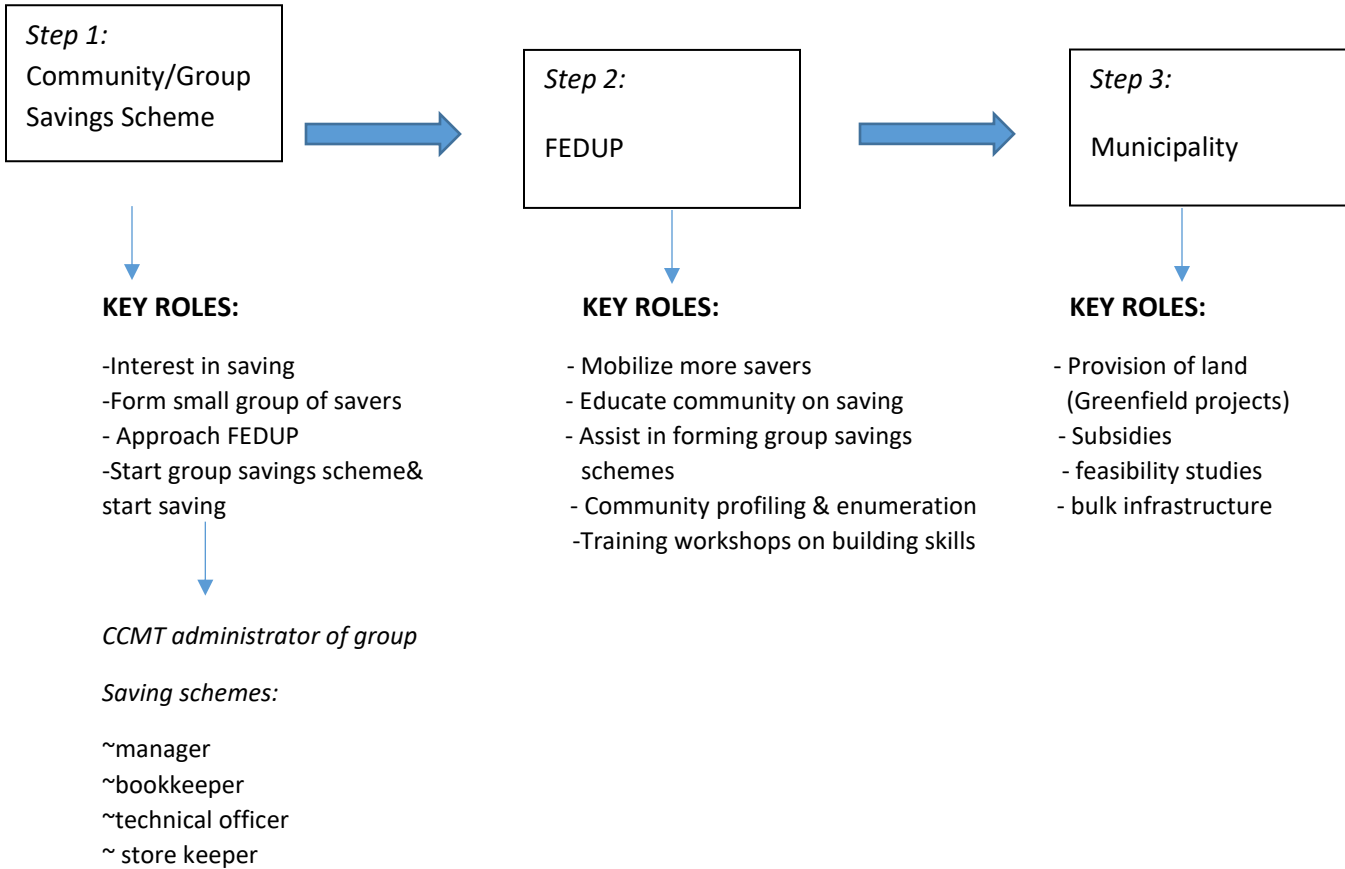 Step 1:
Community/Group
Savings Scheme
Step 2:
FEDUP
Step 3:
Municipality
KEY ROLES:
-Interest in saving
-Form small group of savers
- Approach FEDUP
-Start group savings scheme&
start saving
CCMT administrator of group
Saving schemes:
~manager
~bookkeeper
~technical officer
~ store keeper
KEY ROLES:
- Mobilize more savers
- Educate community on saving
- Assist in forming group savings
schemes
- Community profiling & enumeration
-Training workshops on building skills
KEY ROLES:
- Provision of land
(Greenfield projects)
- Subsidies
- feasibility studies
- bulk infrastructure